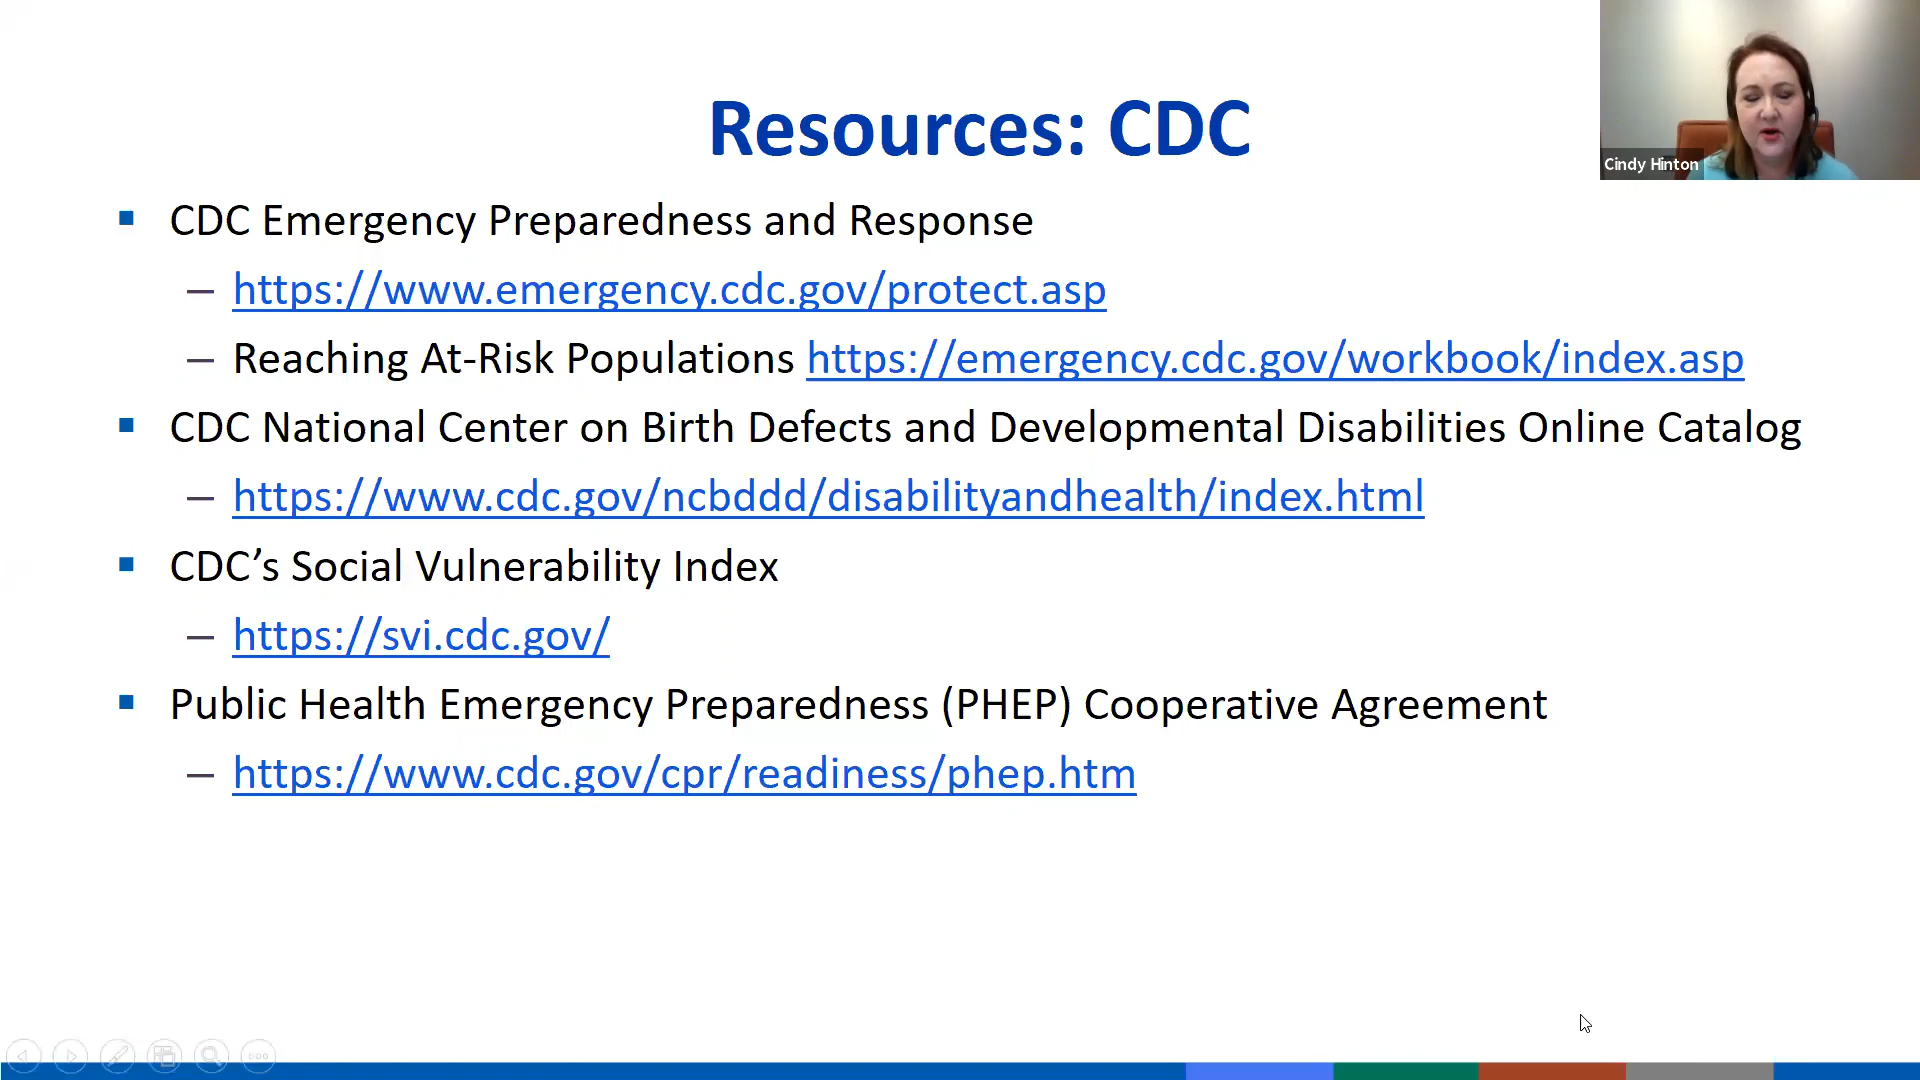 Resources: CDC
Cindy Hinton
▪ CDC Emergency Preparedness and Response
– https://www.emergency.cdc.gov/protect.asp
– Reaching At-Risk Populations https://emergency.cdc.gov/workbook/index.asp
▪ CDC National Center on Birth Defects and Developmental Disabilities Online Catalog
– https://www.cdc.gov/ncbddd/disabilityandhealth/index.html
▪ CDC’s Social Vulnerability Index
– https://svi.cdc.gov/
▪ Public Health Emergency Preparedness (PHEP) Cooperative Agreement
– https://www.cdc.gov/cpr/readiness/phep.htm